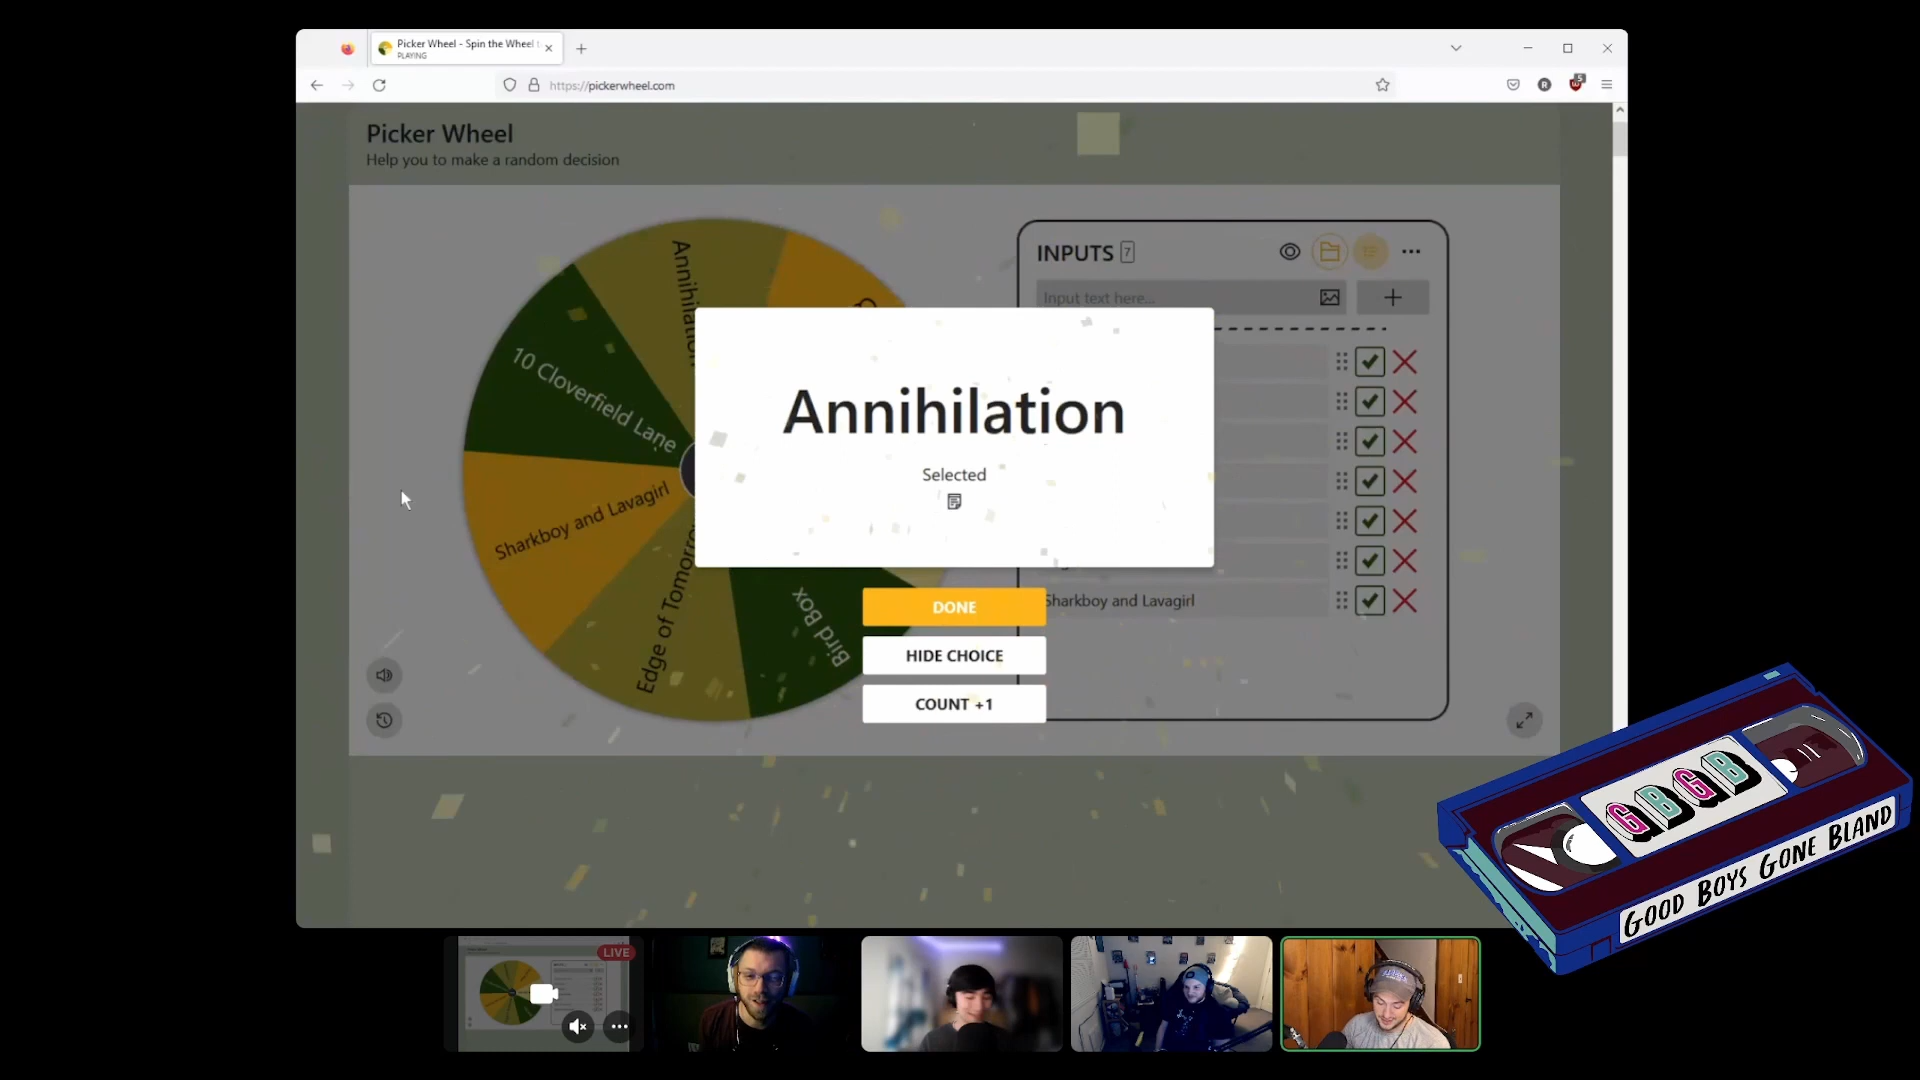 Picker Wheel - Spin the Wheel t
PLAYING
https://pickerwheel.com
R
5
Picker Wheel
Help you to make a random decision
INPUTS 7
Input text here...
Annihilation
10 Cloverfield Lane
Sharkboy and Lavagirl
Edge of Tomorro
Bird Box
Annihilation
Selected
DONE
HIDE CHOICE
COUNT +1
Sharkboy and Lavagirl
GBGB
GOOD BOYS GONE BLAND
LIVE